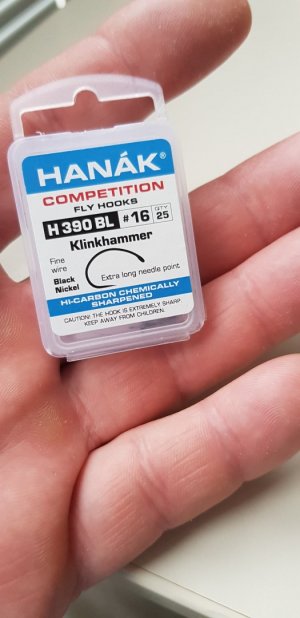 HANÁK®
COMPETITION
FLY HOOKS
H 390 BL #16 QTY 25
Klinkhammer
Fine
wire
Black
Nickel
Extra long needle point
HI-CARBON CHEMICALLY
SHARPENED
CAUTION: THE HOOK IS EXTREMELY SHARP
KEEP AWAY FROM CHILDREN.